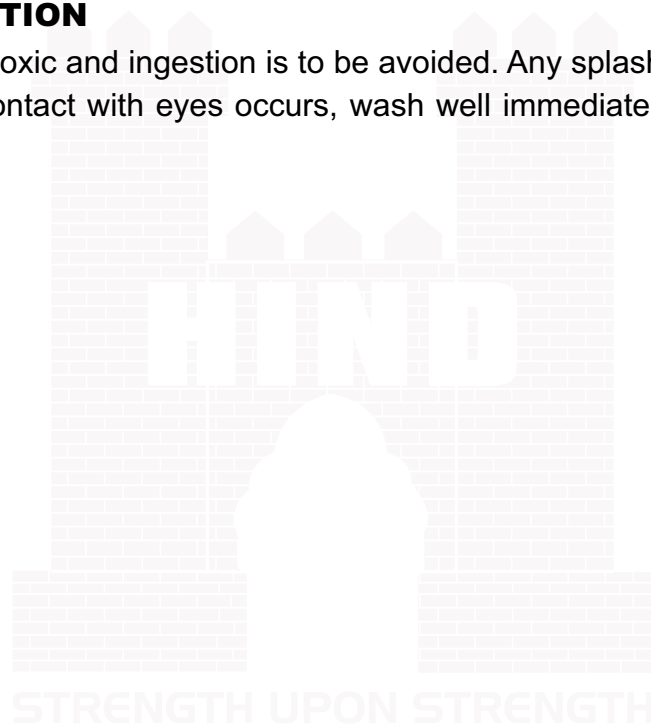 TION
oxic and ingestion is to be avoided. Any splash
ontact with eyes occurs, wash well immediate
HIND
STRENGTH UPON STRENGTH